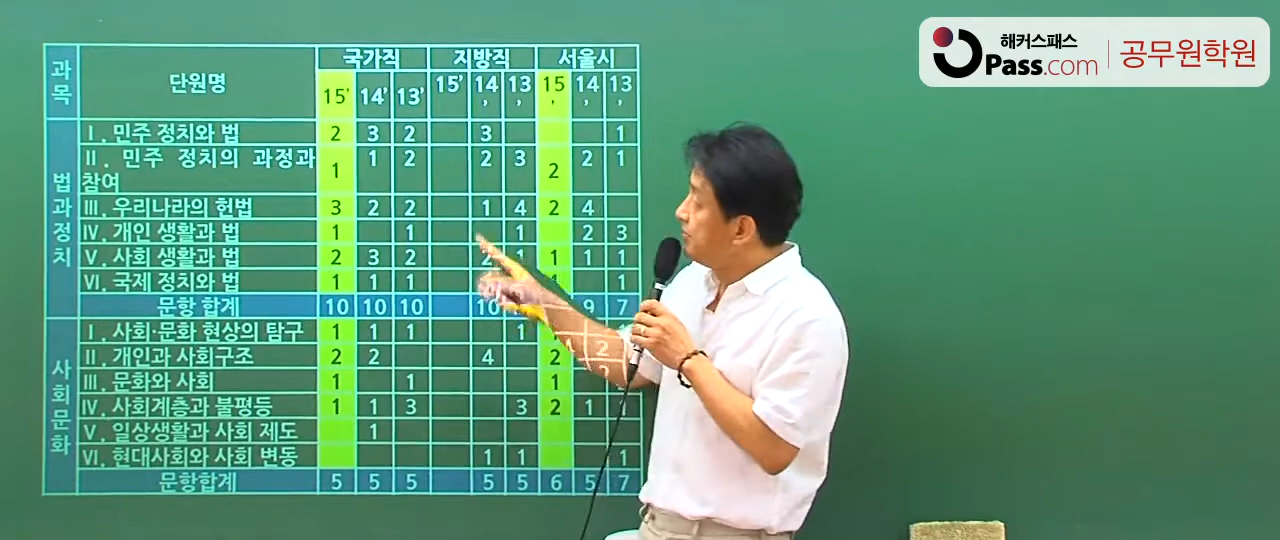 해커스패스
Pass.com 공무원학원
과목 단원명 국가직 지방직 서울시
15' 14' 13' 15' 14' 13' 15' 14' 13'
법과정치
Ⅰ. 민주 정치와 법 2 3 2 3 1
Ⅱ. 민주 정치의 과정과 참여 1 1 2 2 3 2 2 1
Ⅲ. 우리나라의 헌법 3 2 2 1 4 2 4
Ⅳ. 개인 생활과 법 1 1 1 2 3
Ⅴ. 사회 생활과 법 2 3 2 2 1 1 1 1
Ⅵ. 국제 정치와 법 1 1 1 1 1
문항 합계 10 10 10 10 9 7
사회문화
Ⅰ. 사회·문화 현상의 탐구 1 1 1 1
Ⅱ. 개인과 사회구조 2 2 4 2 2
Ⅲ. 문화와 사회 1 1 1
Ⅳ. 사회계층과 불평등 1 1 3 3 2 1
Ⅴ. 일상생활과 사회 제도 1
Ⅵ. 현대사회와 사회 변동 1 1 1
문항합계 5 5 5 5 5 6 5 7